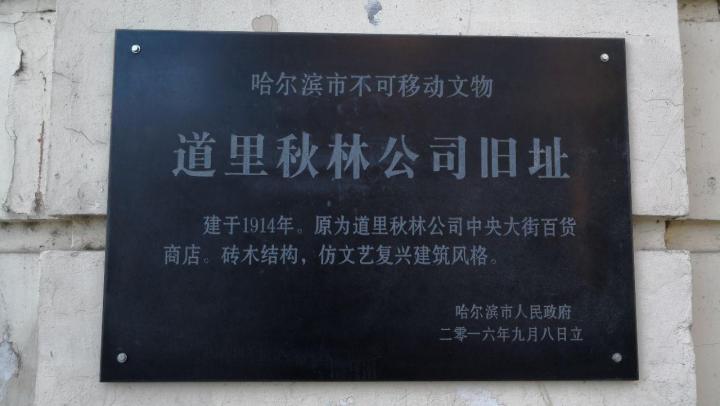 哈尔滨市不可移动文物
道里秋林公司旧址
建于1914年。原为道里秋林公司中央大街百货
商店。砖木结构，仿文艺复兴建筑风格。
哈尔滨市人民政府
二零一六年九月八日立